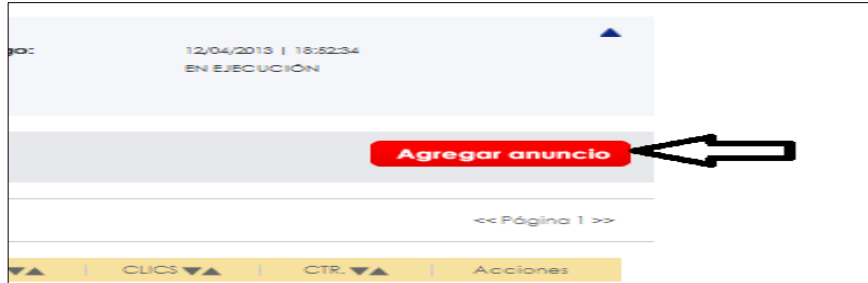 go: 12/04/2013 | 18:52:34
EN EJECUCIÓN
Agregar anuncio
<< Página 1 >>
| CLICS | CTR. | Acciones